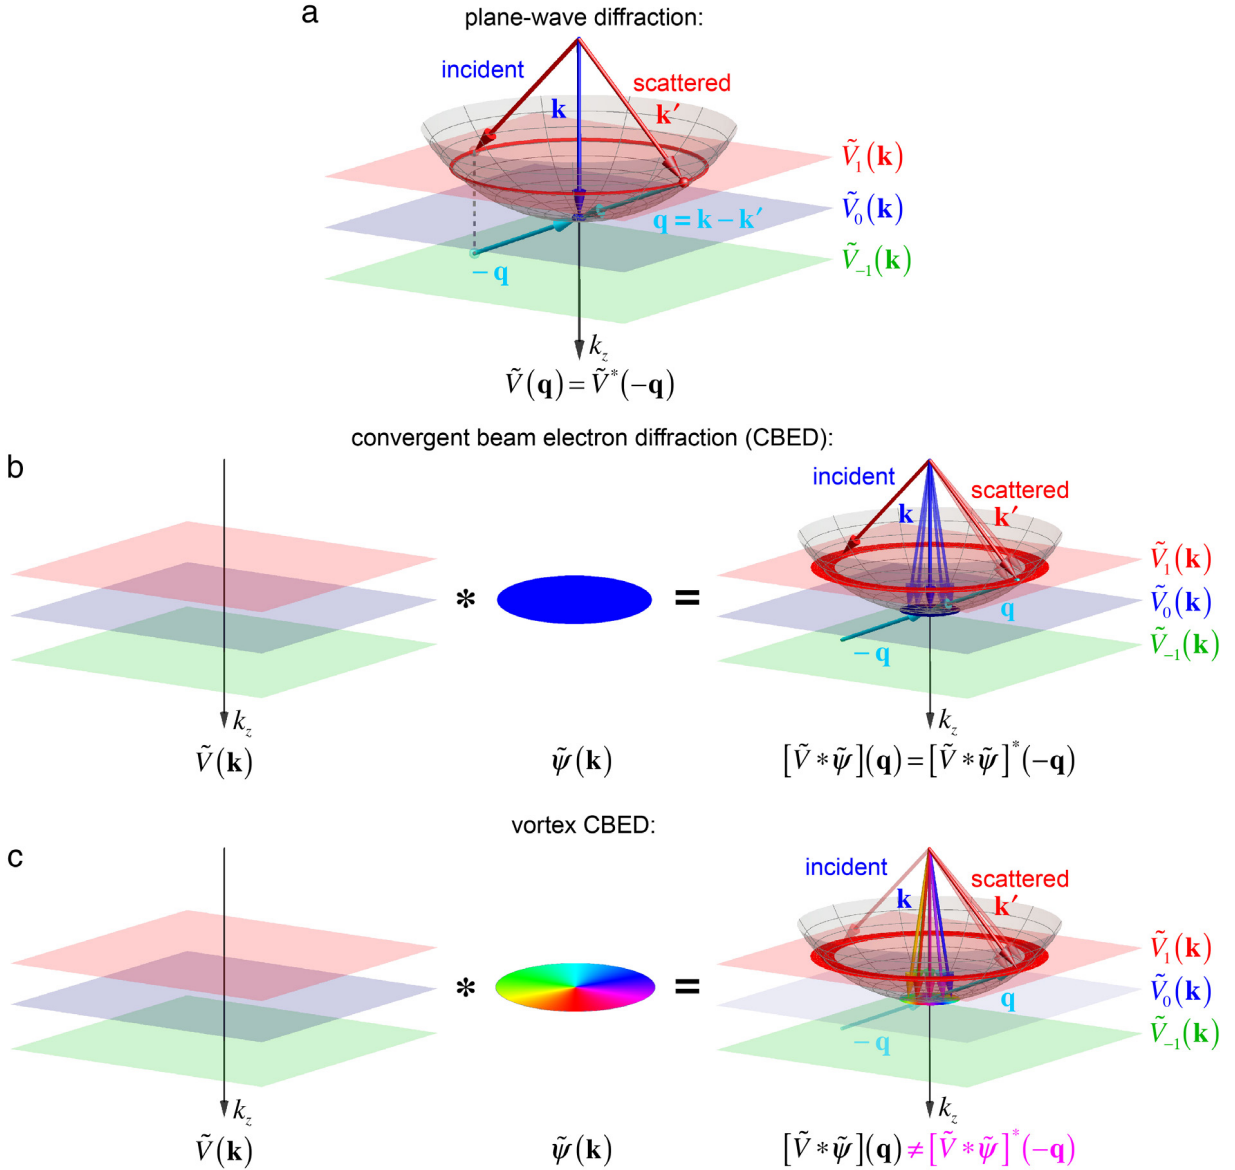 a
plane-wave diffraction:
incident
scattered
k
k′
Ṽ₁(k)
Ṽ₀(k)
q = k − k′
Ṽ₋₁(k)
−q
k_z
Ṽ(q) = Ṽ*(−q)
convergent beam electron diffraction (CBED):
b
incident
scattered
k
k′
Ṽ₁(k)
* =
Ṽ₀(k)
q
Ṽ₋₁(k)
−q
k_z
k_z
Ṽ(k)
ψ̃(k)
[Ṽ * ψ̃](q) = [Ṽ * ψ̃]*(−q)
vortex CBED:
c
incident
scattered
k
k′
Ṽ₁(k)
* =
Ṽ₀(k)
q
Ṽ₋₁(k)
−q
k_z
k_z
Ṽ(k)
ψ̃(k)
[Ṽ * ψ̃](q) ≠ [Ṽ * ψ̃]*(−q)